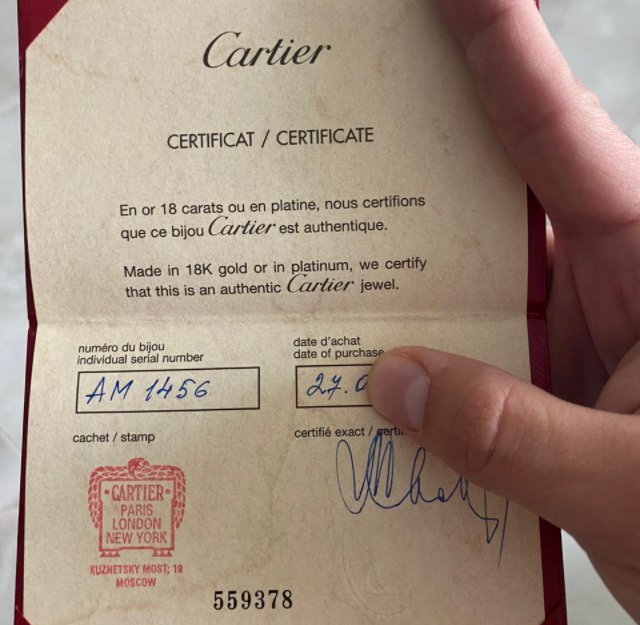 Cartier
CERTIFICAT / CERTIFICATE
En or 18 carats ou en platine, nous certifions
que ce bijou Cartier est authentique.
Made in 18K gold or in platinum, we certify
that this is an authentic Cartier jewel.
numéro du bijou
individual serial number
AM 1456
date d'achat
date of purchase
27.0
cachet / stamp
certifié exact /
CARTIER
PARIS
LONDON
NEW YORK
KUZNETSKY MOST; 19
MOSCOW
559378